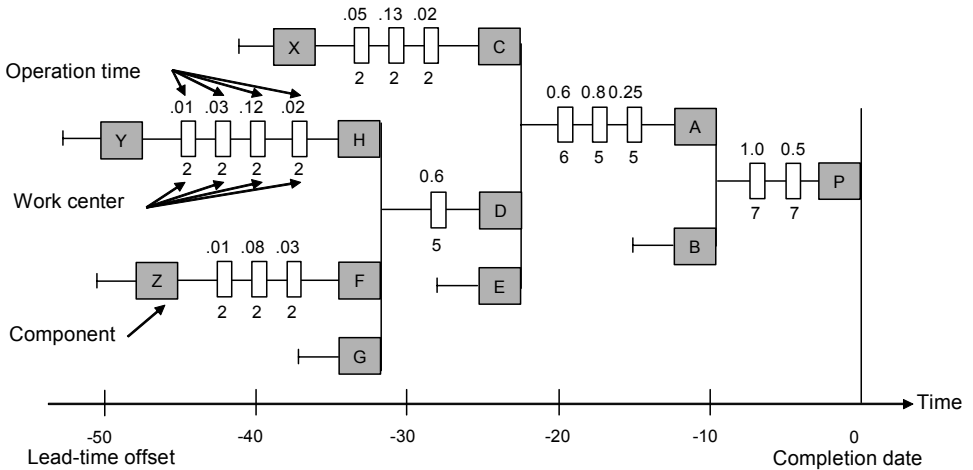 .05 .13 .02
X C
2 2 2
Operation time
.01 .03 .12 .02
0.6 0.8 0.25
Y H
A
2 2 2 2
6 5 5
1.0 0.5
P
Work center
0.6
7 7
D
5
B
.01 .08 .03
Z F
E
2 2 2
Component
G
Time
-50 -40 -30 -20 -10 0
Lead-time offset Completion date